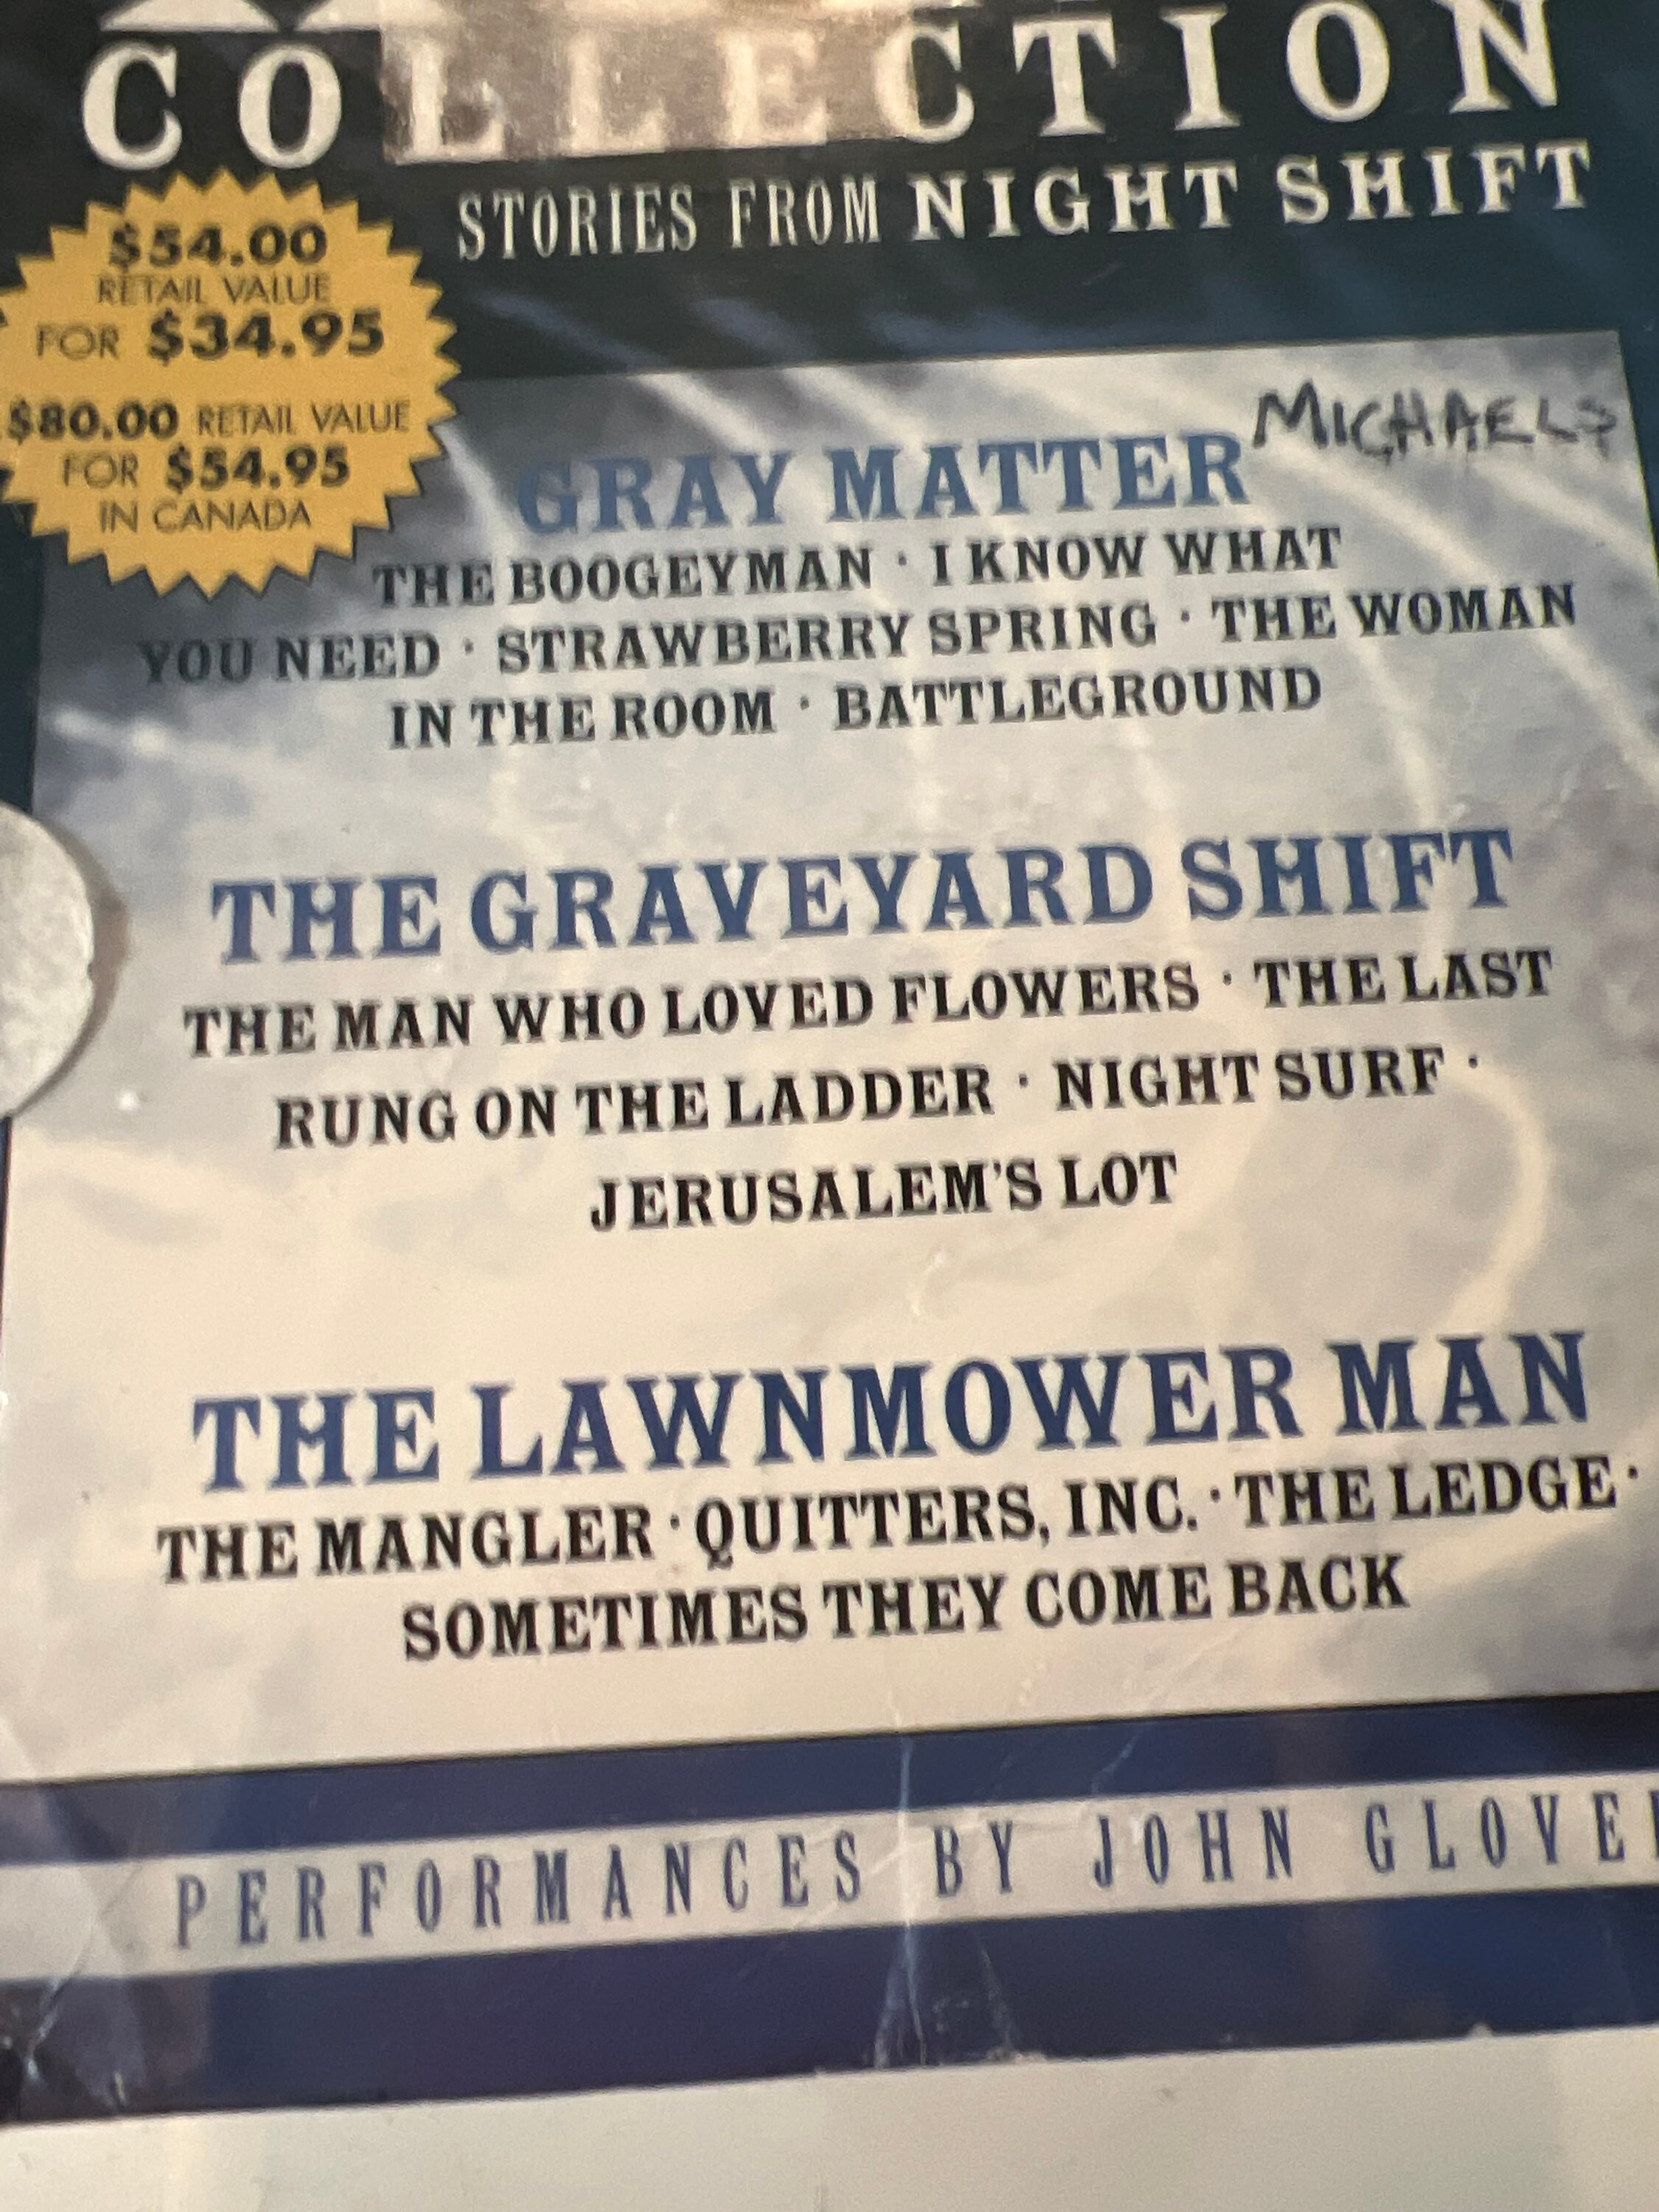 COLLECTION
STORIES FROM NIGHT SHIFT
$54.00
RETAIL VALUE
FOR $34.95
$80.00 RETAIL VALUE
FOR $54.95
IN CANADA
MICHAELS
GRAY MATTER
THE BOOGEYMAN · I KNOW WHAT
YOU NEED · STRAWBERRY SPRING · THE WOMAN
IN THE ROOM · BATTLEGROUND
THE GRAVEYARD SHIFT
THE MAN WHO LOVED FLOWERS · THE LAST
RUNG ON THE LADDER · NIGHT SURF ·
JERUSALEM'S LOT
THE LAWNMOWER MAN
THE MANGLER · QUITTERS, INC. · THE LEDGE ·
SOMETIMES THEY COME BACK
PERFORMANCES BY JOHN GLOVE